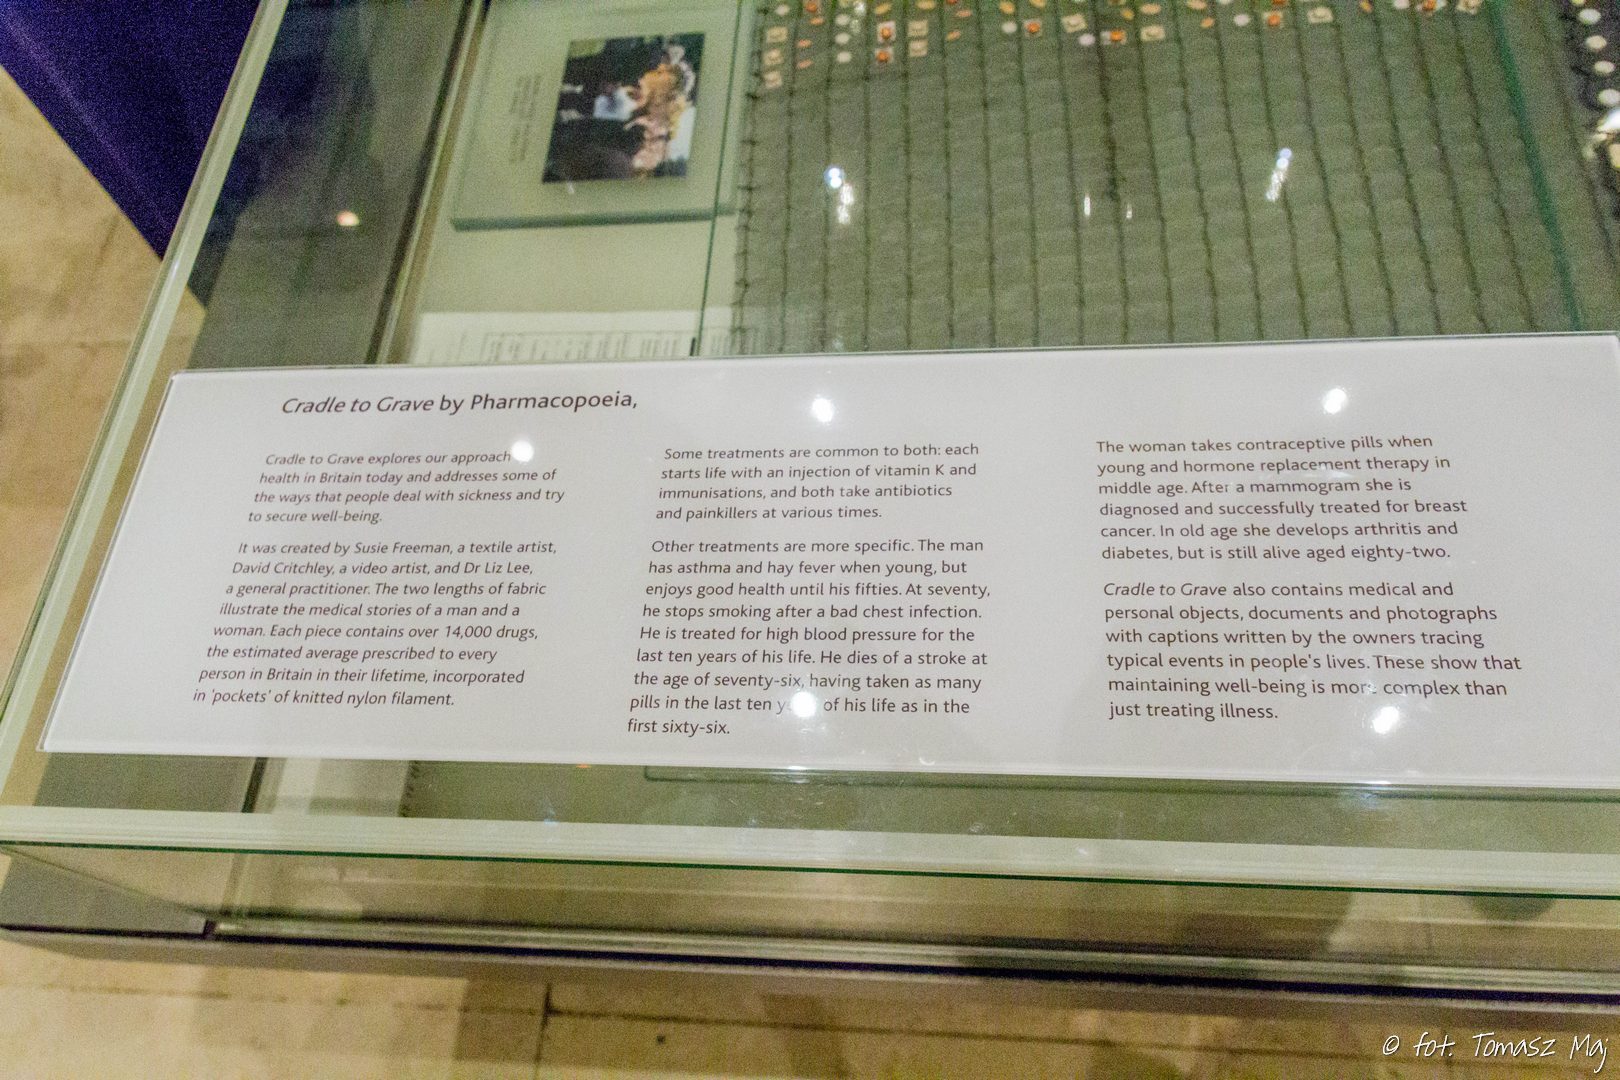 Cradle to Grave by Pharmacopoeia,
Cradle to Grave explores our approach
health in Britain today and addresses some of
the ways that people deal with sickness and try
to secure well-being.
It was created by Susie Freeman, a textile artist,
David Critchley, a video artist, and Dr Liz Lee,
a general practitioner. The two lengths of fabric
illustrate the medical stories of a man and a
woman. Each piece contains over 14,000 drugs,
the estimated average prescribed to every
person in Britain in their lifetime, incorporated
in 'pockets' of knitted nylon filament.
Some treatments are common to both: each
starts life with an injection of vitamin K and
immunisations, and both take antibiotics
and painkillers at various times.
Other treatments are more specific. The man
has asthma and hay fever when young, but
enjoys good health until his fifties. At seventy,
he stops smoking after a bad chest infection.
He is treated for high blood pressure for the
last ten years of his life. He dies of a stroke at
the age of seventy-six, having taken as many
pills in the last ten of his life as in the
first sixty-six.
The woman takes contraceptive pills when
young and hormone replacement therapy in
middle age. After a mammogram she is
diagnosed and successfully treated for breast
cancer. In old age she develops arthritis and
diabetes, but is still alive aged eighty-two.
Cradle to Grave also contains medical and
personal objects, documents and photographs
with captions written by the owners tracing
typical events in people's lives. These show that
maintaining well-being is more complex than
just treating illness.
© fot. Tomasz Maj